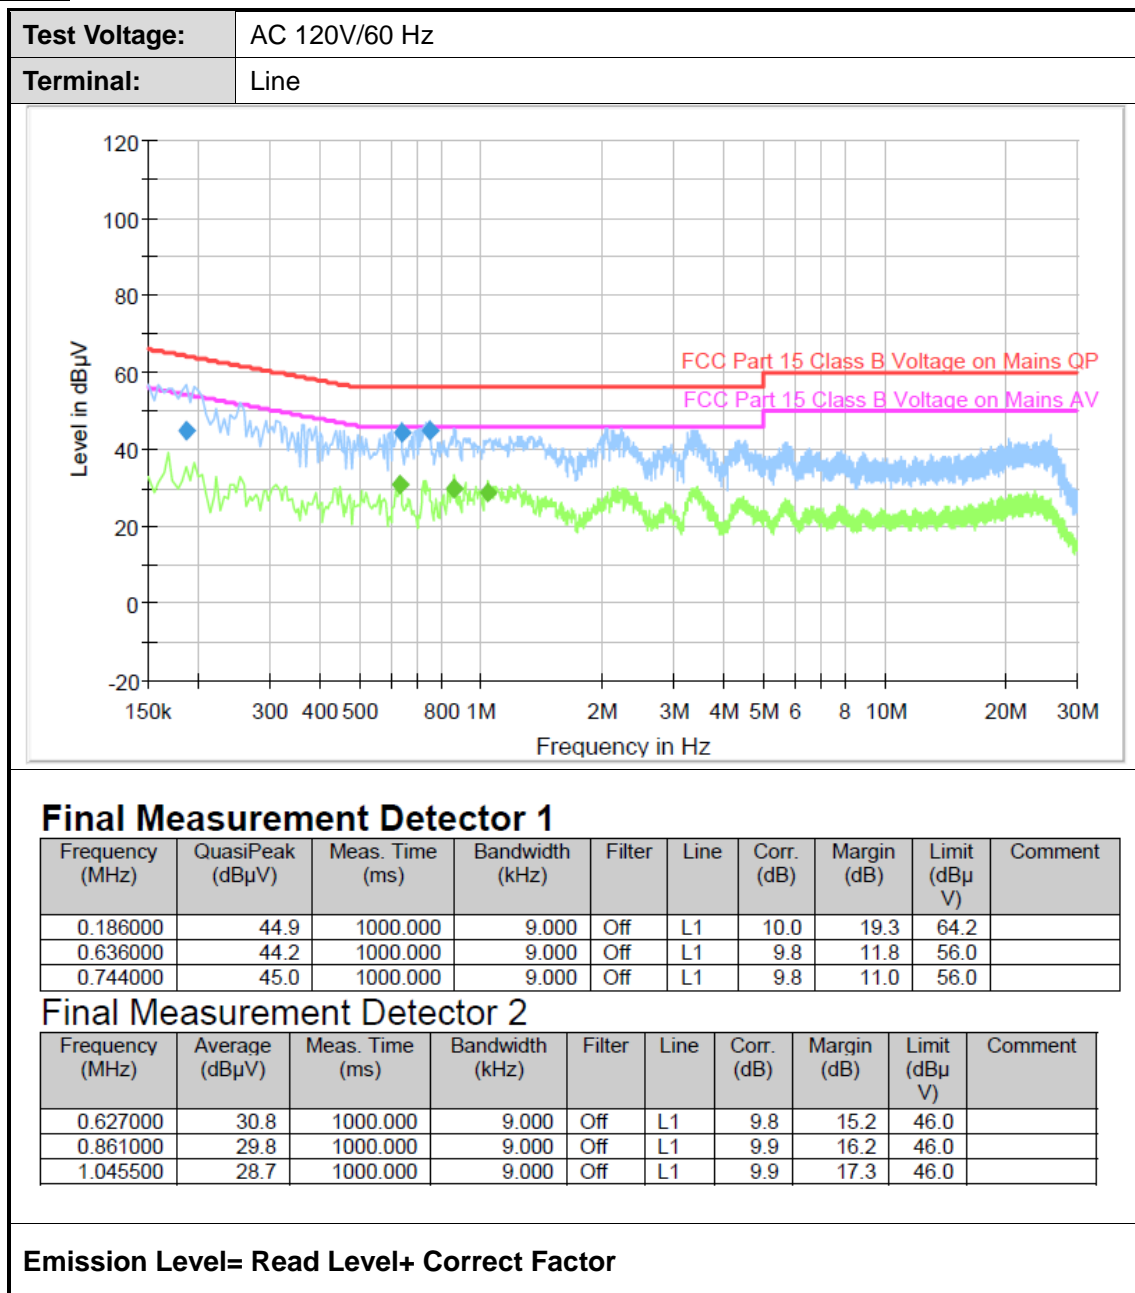 Test Voltage: AC 120V/60 Hz
Terminal: Line
120
100
80
60
40
20
0
-20
Level in dBµV
FCC Part 15 Class B Voltage on Mains QP
FCC Part 15 Class B Voltage on Mains AV
150k 300 400 500 800 1M 2M 3M 4M 5M 6 8 10M 20M 30M
Frequency in Hz
Final Measurement Detector 1
Frequency (MHz) QuasiPeak (dBµV) Meas. Time (ms) Bandwidth (kHz) Filter Line Corr. (dB) Margin (dB) Limit (dBµ V) Comment
0.186000 44.9 1000.000 9.000 Off L1 10.0 19.3 64.2
0.636000 44.2 1000.000 9.000 Off L1 9.8 11.8 56.0
0.744000 45.0 1000.000 9.000 Off L1 9.8 11.0 56.0
Final Measurement Detector 2
Frequency (MHz) Average (dBµV) Meas. Time (ms) Bandwidth (kHz) Filter Line Corr. (dB) Margin (dB) Limit (dBµ V) Comment
0.627000 30.8 1000.000 9.000 Off L1 9.8 15.2 46.0
0.861000 29.8 1000.000 9.000 Off L1 9.9 16.2 46.0
1.045500 28.7 1000.000 9.000 Off L1 9.9 17.3 46.0
Emission Level= Read Level+ Correct Factor